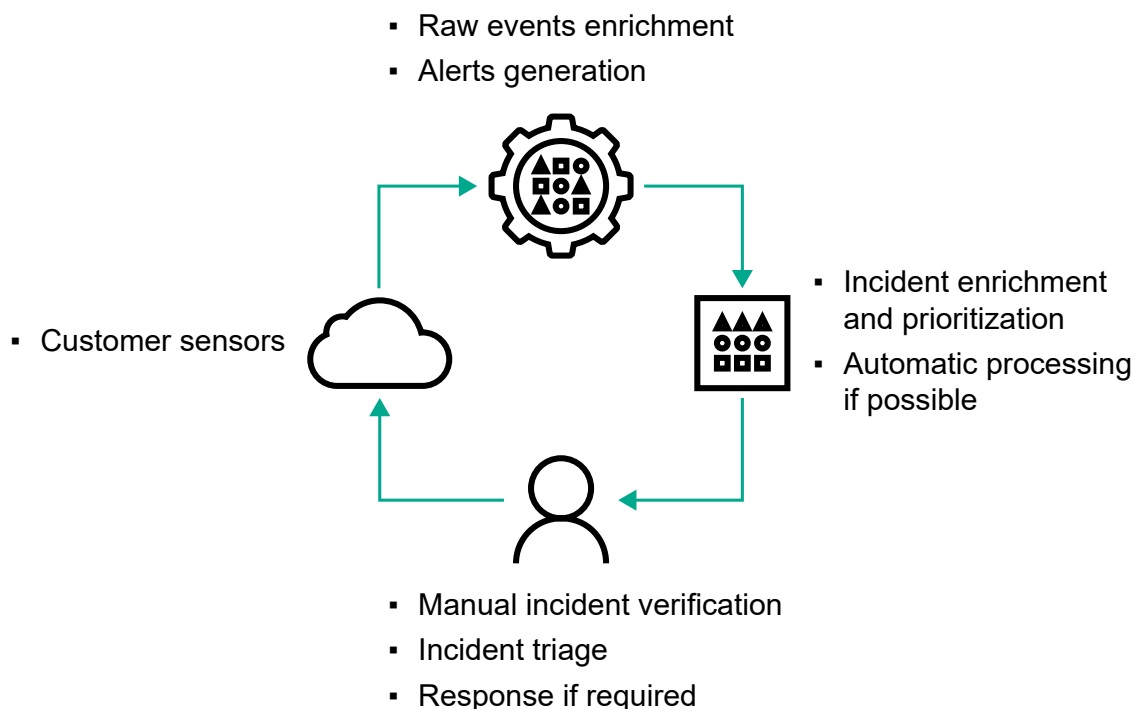 ▪ Raw events enrichment
▪ Alerts generation
▪ Customer sensors
▪ Incident enrichment
and prioritization
▪ Automatic processing
if possible
▪ Manual incident verification
▪ Incident triage
▪ Response if required